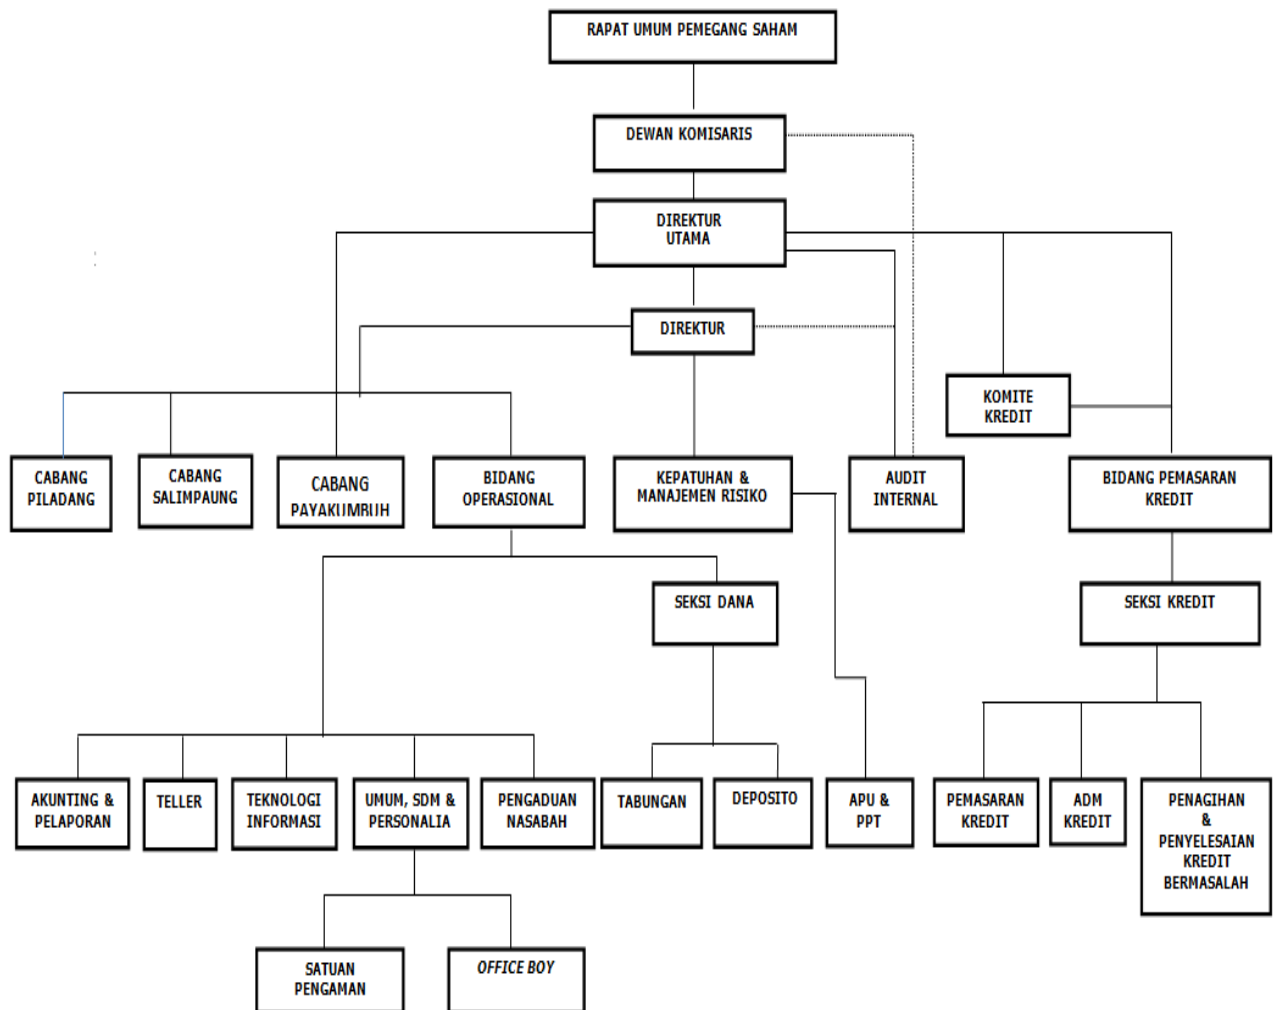 RAPAT UMUM PEMEGANG SAHAM
DEWAN KOMISARIS
DIREKTUR
UTAMA
DIREKTUR
KOMITE
KREDIT
CABANG
PILADANG
CABANG
SALIMPAUNG
CABANG
PAYAKUMBUH
BIDANG
OPERASIONAL
KEPATUHAN &
MANAJEMEN RISIKO
AUDIT
INTERNAL
BIDANG PEMASARAN
KREDIT
SEKSI DANA
SEKSI KREDIT
AKUNTING &
PELAPORAN
TELLER
TEKNOLOGI
INFORMASI
UMUM, SDM &
PERSONALIA
PENGADUAN
NASABAH
TABUNGAN
DEPOSITO
APU &
PPT
PEMASARAN
KREDIT
ADM
KREDIT
PENAGIHAN
&
PENYELESAIAN
KREDIT
BERMASALAH
SATUAN
PENGAMAN
OFFICE BOY